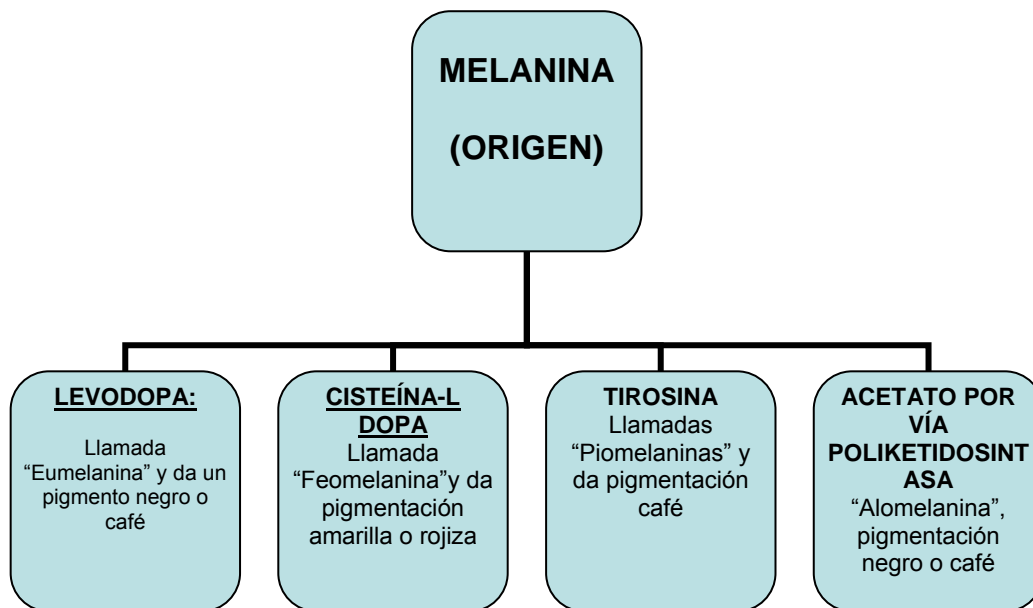 MELANINA
(ORIGEN)
LEVODOPA:
Llamada
“Eumelanina” y da un
pigmento negro o
café
CISTEÍNA-L
DOPA
Llamada
“Feomelanina”y da
pigmentación
amarilla o rojiza
TIROSINA
Llamadas
“Piomelaninas” y
da pigmentación
café
ACETATO POR
VÍA
POLIKETIDOSINT
ASA
“Alomelanina”,
pigmentación
negro o café